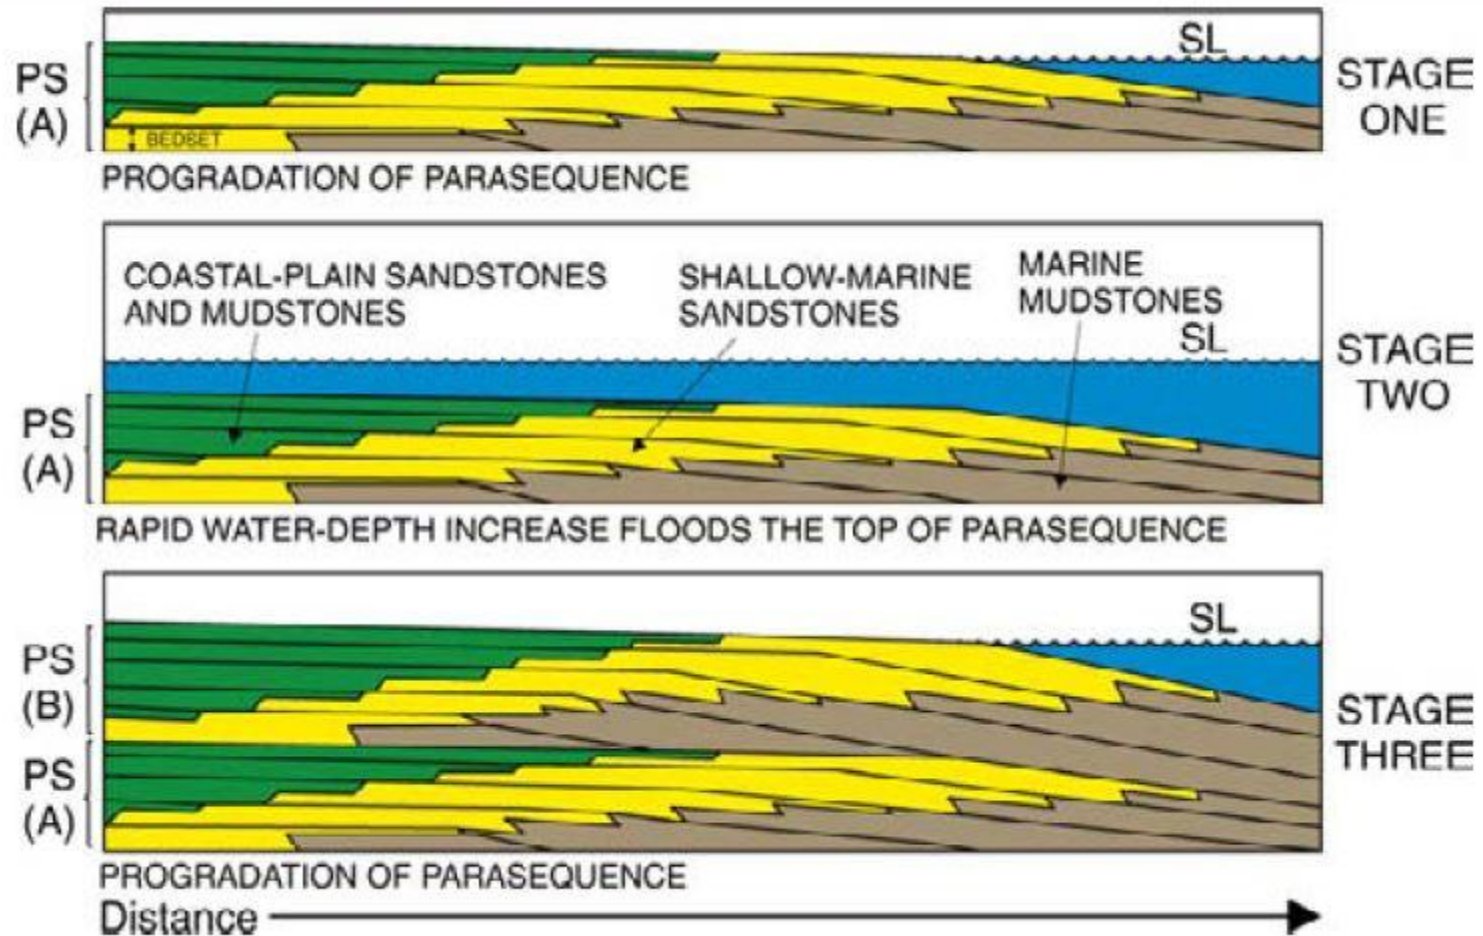 SL
PS
(A)
STAGE
ONE
BEDSET
PROGRADATION OF PARASEQUENCE
COASTAL-PLAIN SANDSTONES
AND MUDSTONES
SHALLOW-MARINE
SANDSTONES
MARINE
MUDSTONES
SL
STAGE
TWO
PS
(A)
RAPID WATER-DEPTH INCREASE FLOODS THE TOP OF PARASEQUENCE
SL
PS
(B)
STAGE
THREE
PS
(A)
PROGRADATION OF PARASEQUENCE
Distance